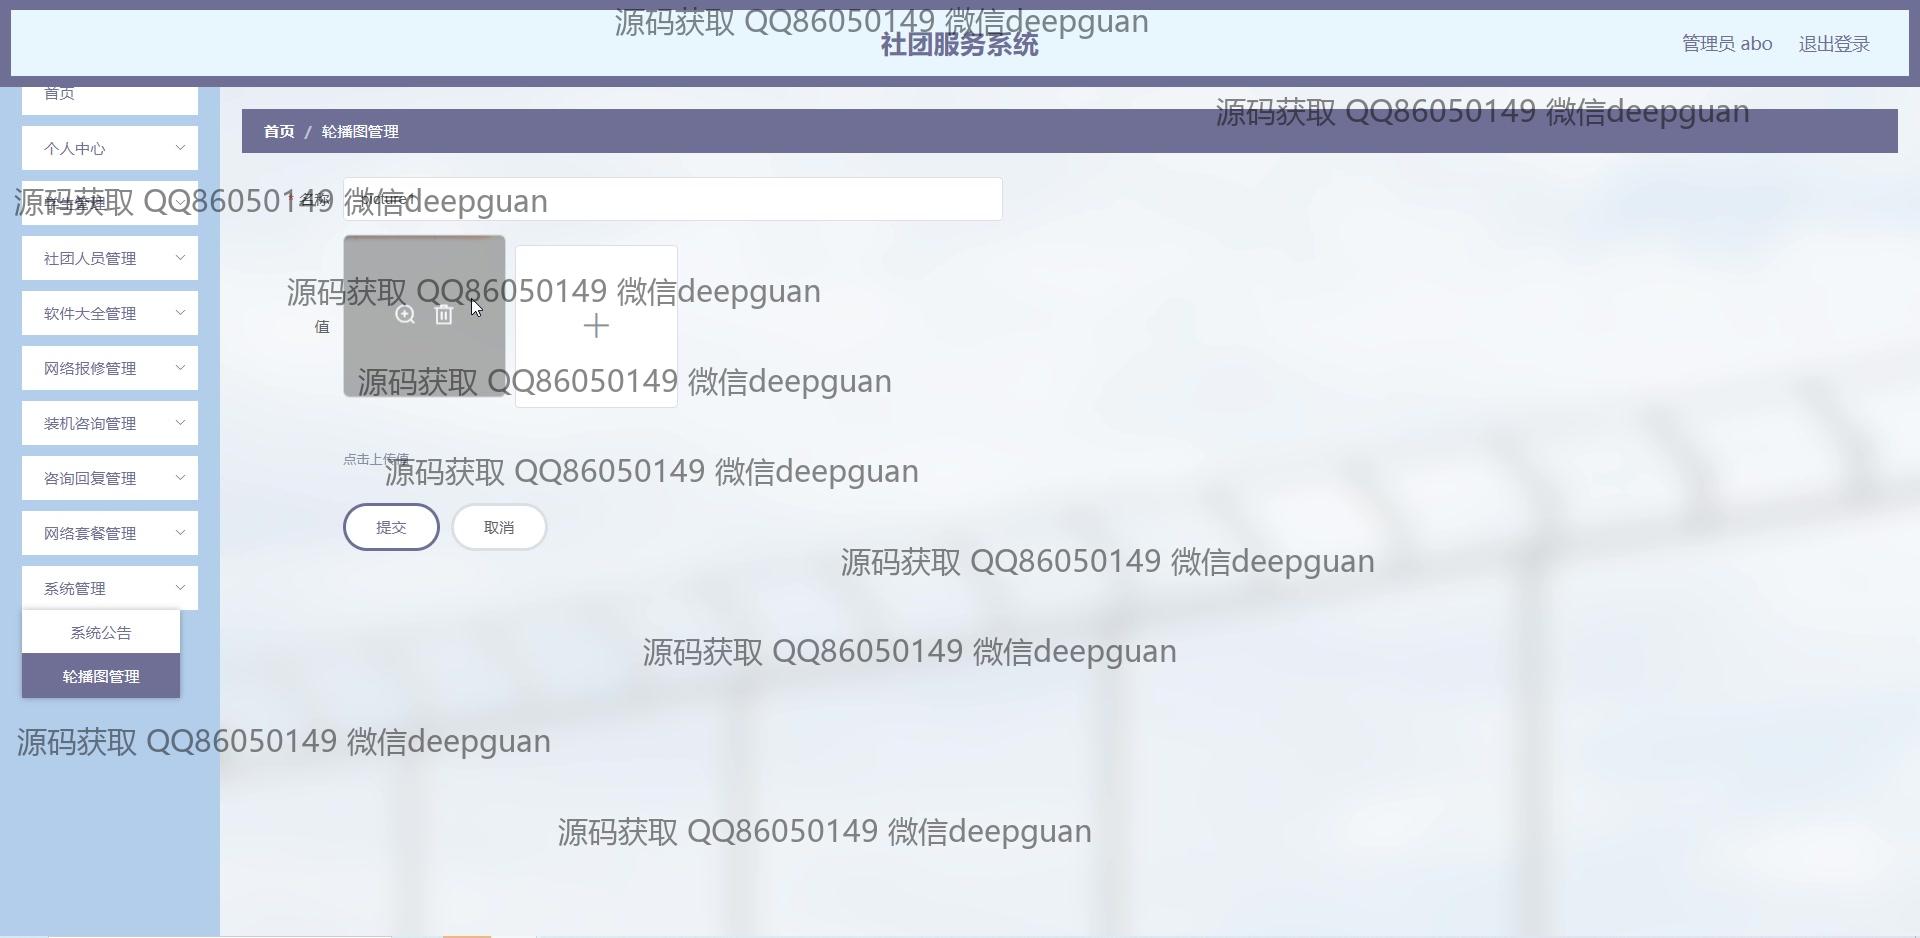 源码获取 QQ86050149 微信deepguan
社团服务系统
管理员 abo
退出登录
首页
首页 / 轮播图管理
源码获取 QQ86050149 微信deepguan
个人中心
学生管理
* 名称
picture1
源码获取 QQ86050149 微信deepguan
社团人员管理
源码获取 QQ86050149 微信deepguan
软件大全管理
值
网络报修管理
源码获取 QQ86050149 微信deepguan
装机咨询管理
点击上传值
源码获取 QQ86050149 微信deepguan
咨询回复管理
网络套餐管理
提交
取消
源码获取 QQ86050149 微信deepguan
系统管理
系统公告
源码获取 QQ86050149 微信deepguan
轮播图管理
源码获取 QQ86050149 微信deepguan
源码获取 QQ86050149 微信deepguan